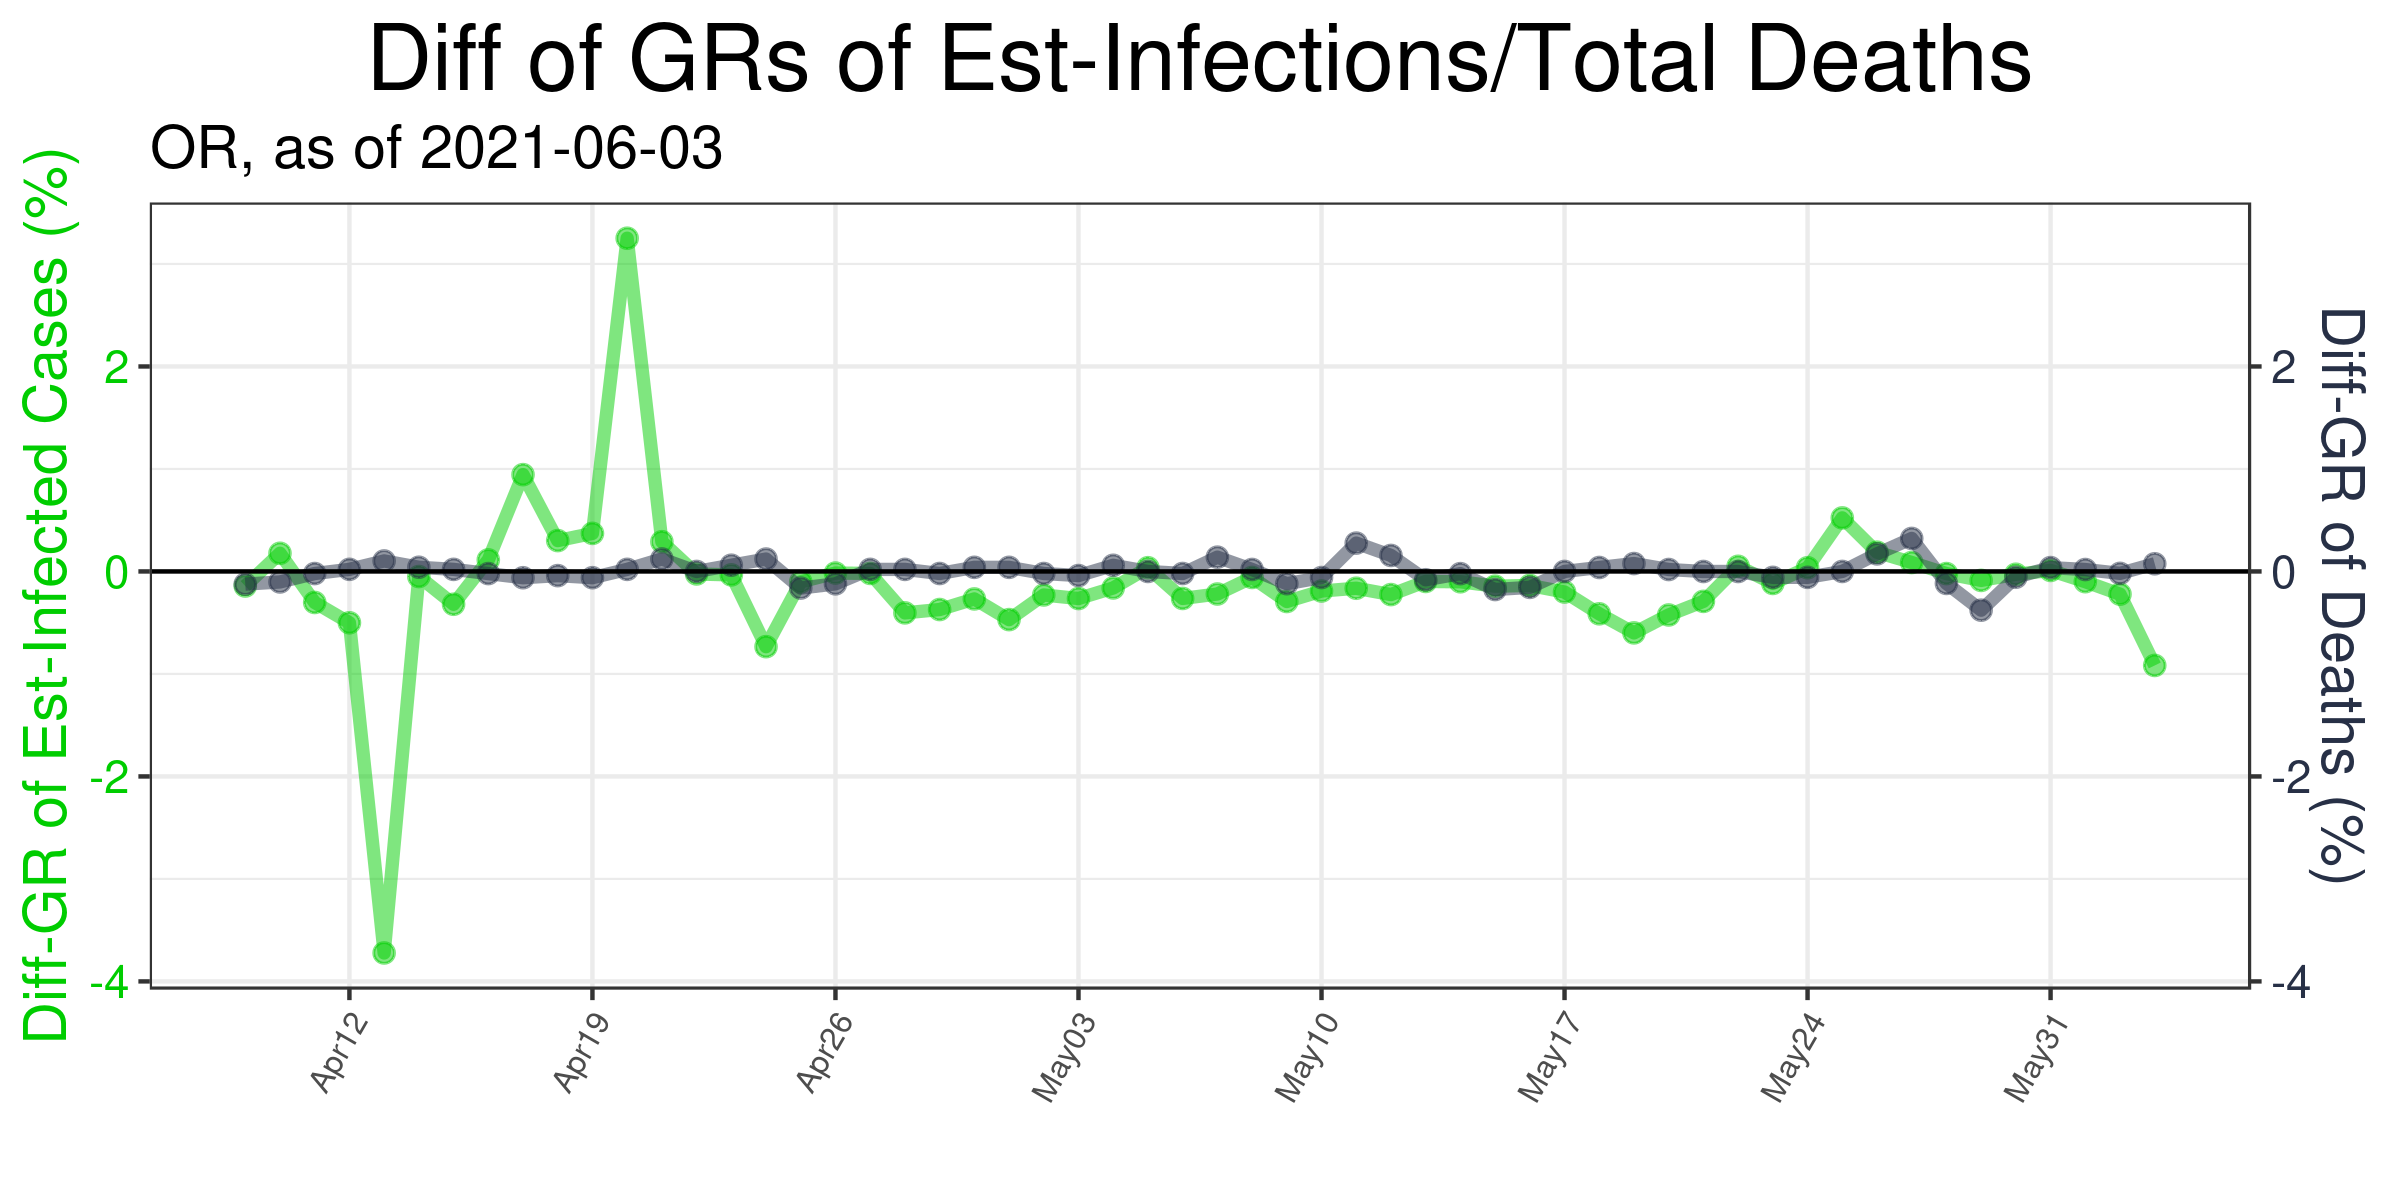 Diff of GRs of Est-Infections/Total Deaths
OR, as of 2021-06-03
Diff-GR of Est-Infected Cases (%)
2
0
-2
-4
2
0
-2
-4
Diff-GR of Deaths (%)
Apr12
Apr19
Apr26
May03
May10
May17
May24
May31